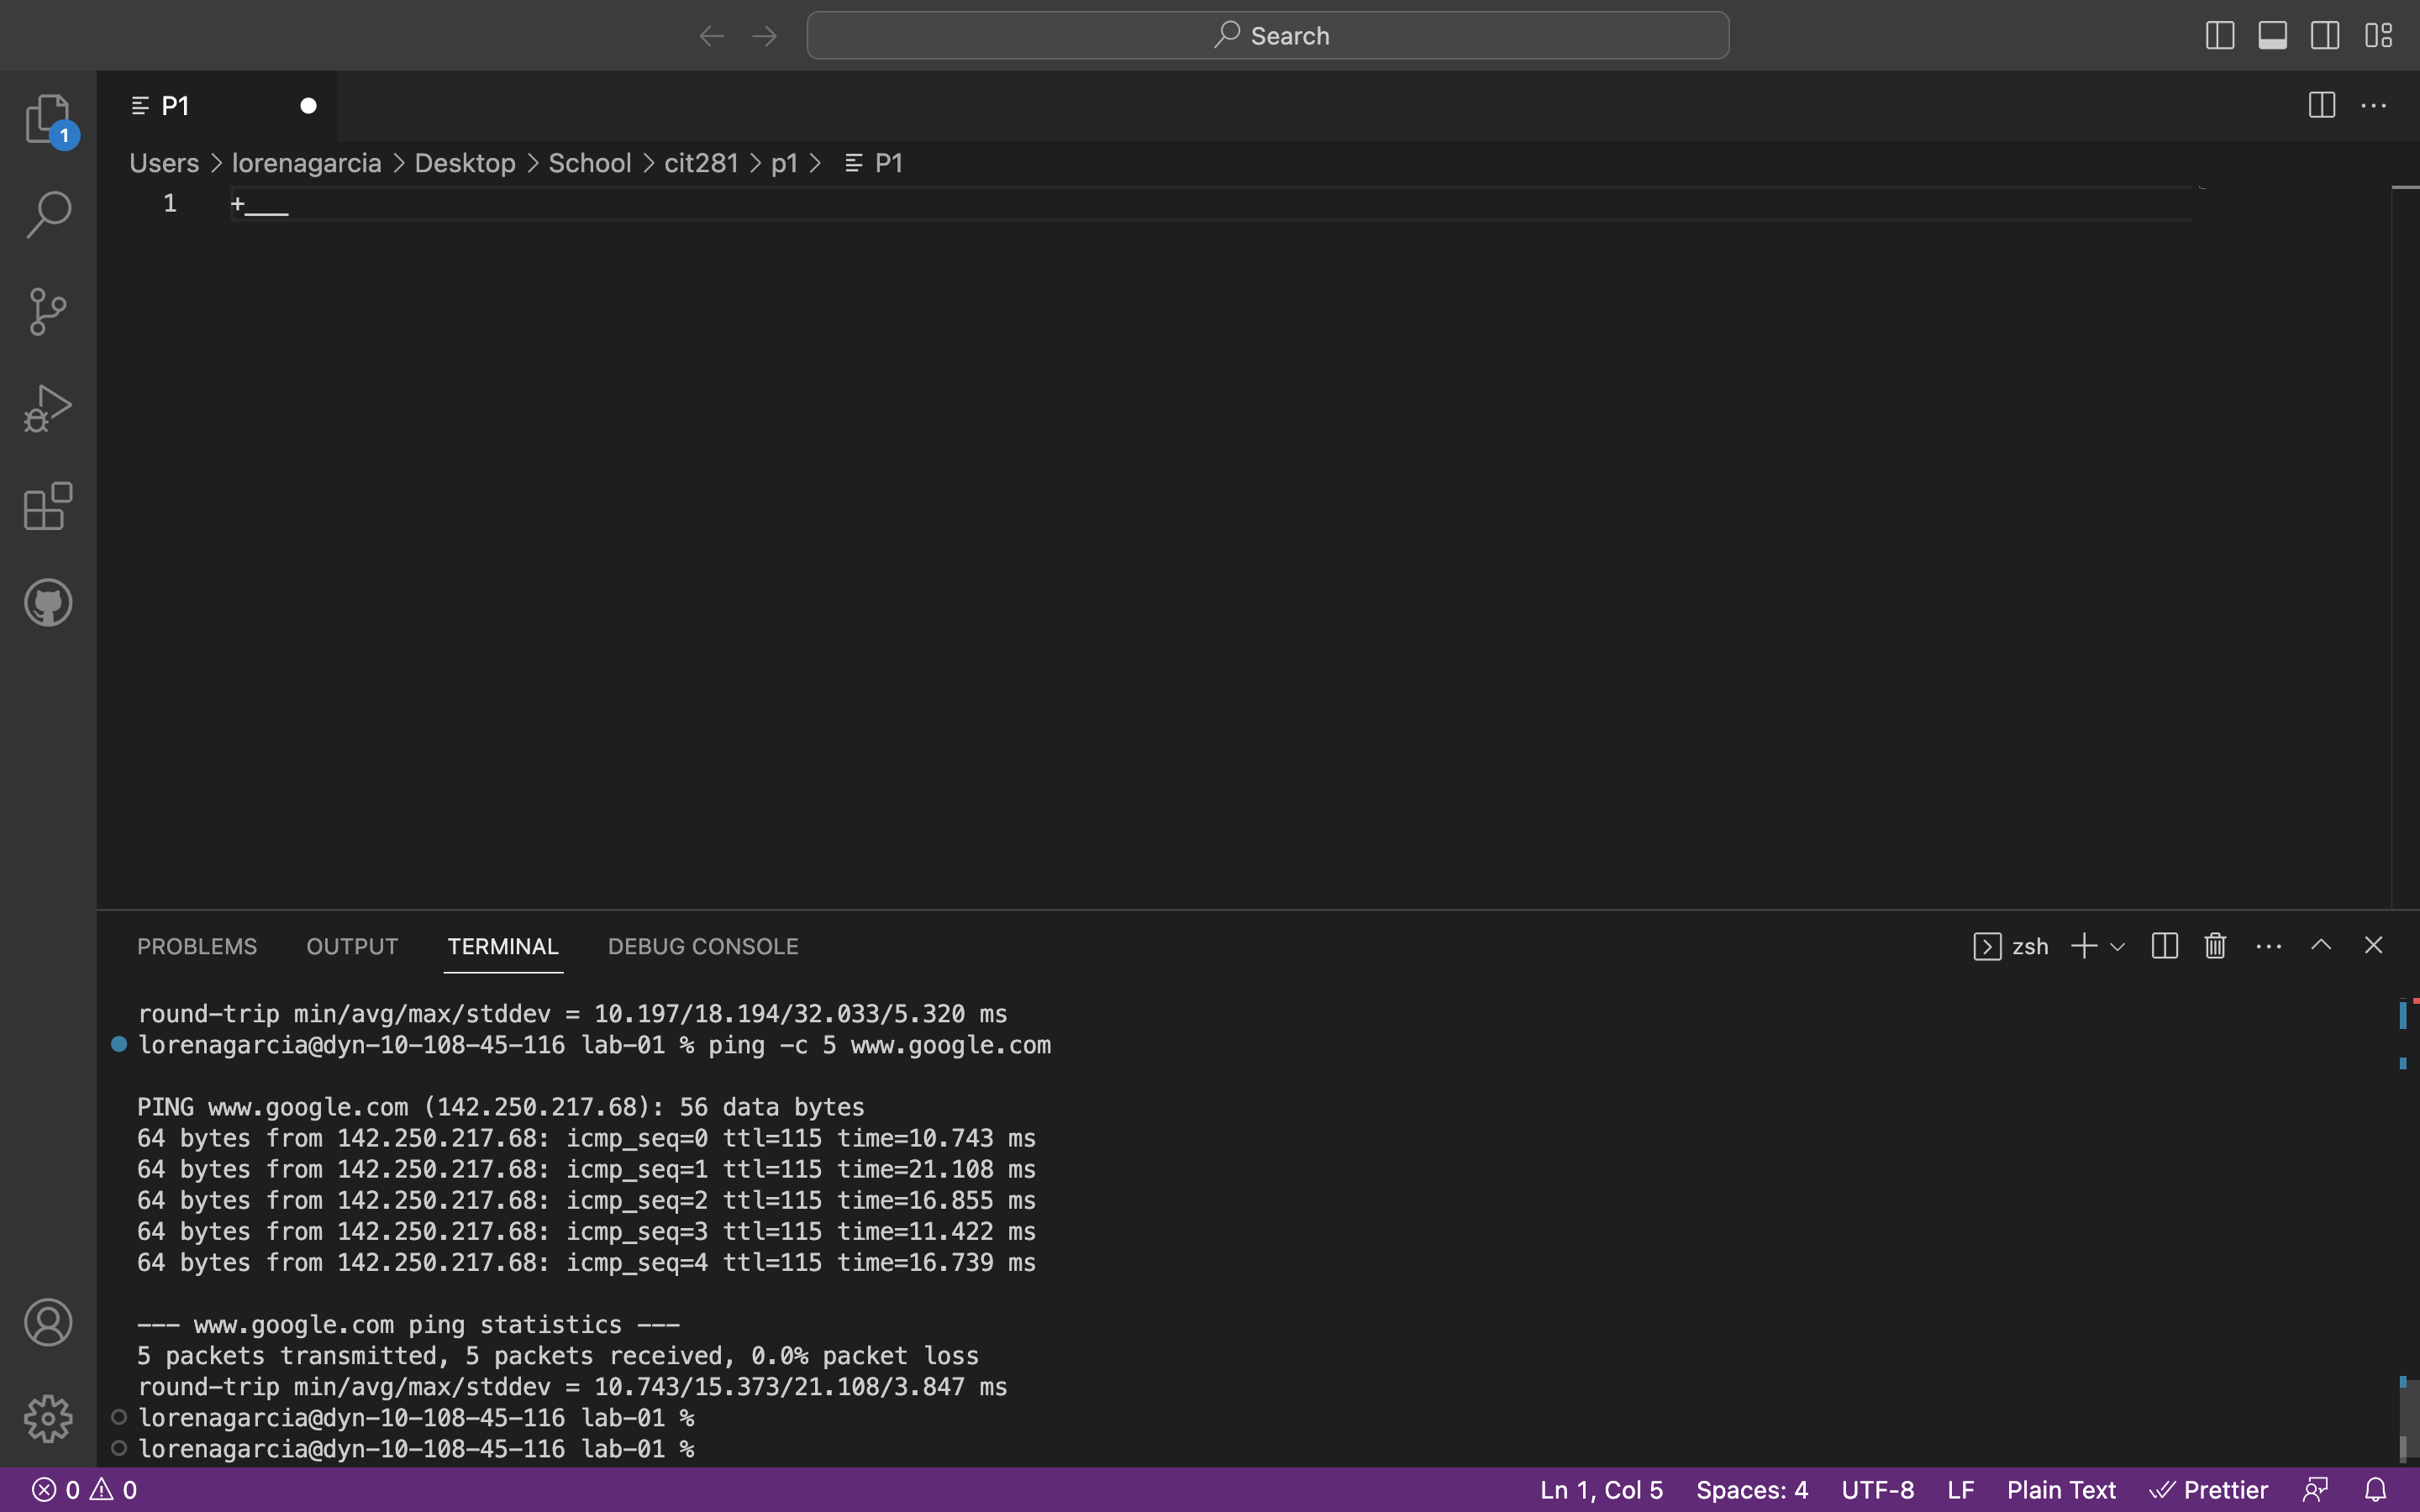 Search
1
P1
Users > lorenagarcia > Desktop > School > cit281 > p1 > P1
1 +___
PROBLEMS OUTPUT TERMINAL DEBUG CONSOLE zsh
round-trip min/avg/max/stddev = 10.197/18.194/32.033/5.320 ms
lorenagarcia@dyn-10-108-45-116 lab-01 % ping -c 5 www.google.com
PING www.google.com (142.250.217.68): 56 data bytes
64 bytes from 142.250.217.68: icmp_seq=0 ttl=115 time=10.743 ms
64 bytes from 142.250.217.68: icmp_seq=1 ttl=115 time=21.108 ms
64 bytes from 142.250.217.68: icmp_seq=2 ttl=115 time=16.855 ms
64 bytes from 142.250.217.68: icmp_seq=3 ttl=115 time=11.422 ms
64 bytes from 142.250.217.68: icmp_seq=4 ttl=115 time=16.739 ms
--- www.google.com ping statistics ---
5 packets transmitted, 5 packets received, 0.0% packet loss
round-trip min/avg/max/stddev = 10.743/15.373/21.108/3.847 ms
lorenagarcia@dyn-10-108-45-116 lab-01 %
lorenagarcia@dyn-10-108-45-116 lab-01 %
0 0 Ln 1, Col 5 Spaces: 4 UTF-8 LF Plain Text Prettier